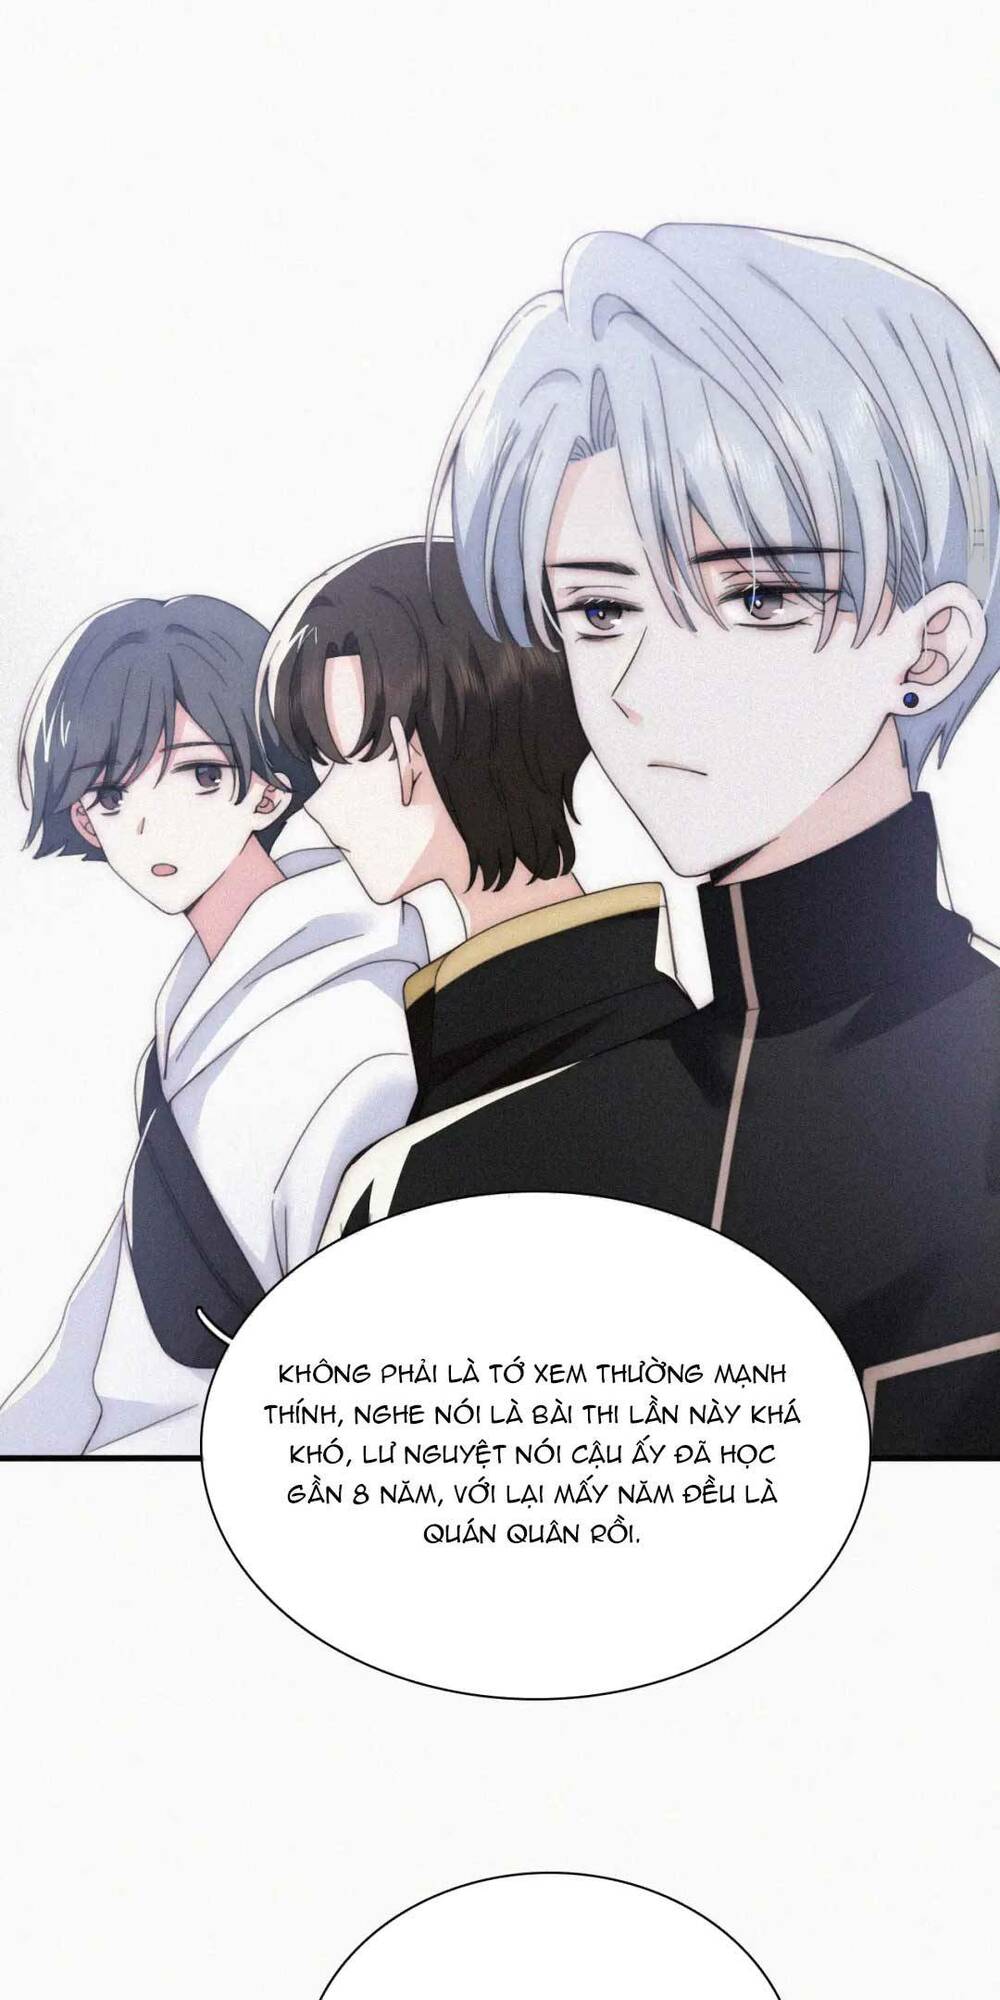 KHÔNG PHẢI LÀ TỚ XEM THƯỜNG MẠNH
THÍNH, NGHE NÓI LÀ BÀI THI LẦN NÀY KHÁ
KHÓ, LƯ NGUYỆT NÓI CẬU ẤY ĐÃ HỌC
GẦN 8 NĂM, VỚI LẠI MẤY NĂM ĐỀU LÀ
QUÁN QUÂN RỒI.